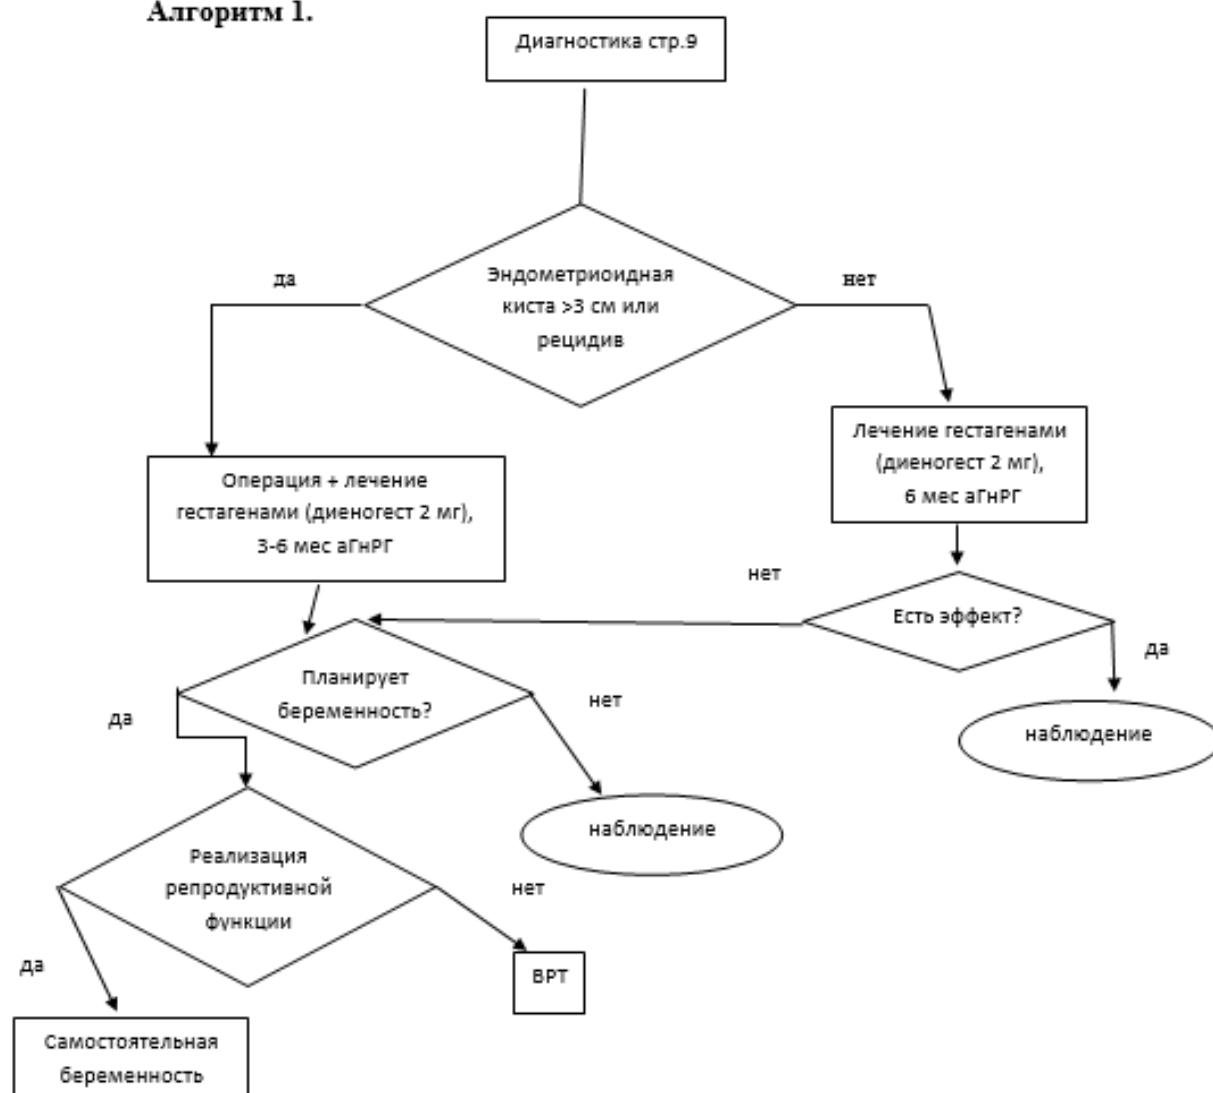 Алгоритм 1.
Диагностика стр.9
да
нет
Эндометриоидная
киста >3 см или
рецидив
Лечение гестагенами
(диеногест 2 мг),
6 мес аГнРГ
Операция + лечение
гестагенами (диеногест 2 мг),
3-6 мес аГнРГ
нет
Есть эффект?
да
Планирует
беременность?
нет
да
наблюдение
наблюдение
Реализация
репродуктивной
функции
нет
да
ВРТ
Самостоятельная
беременность